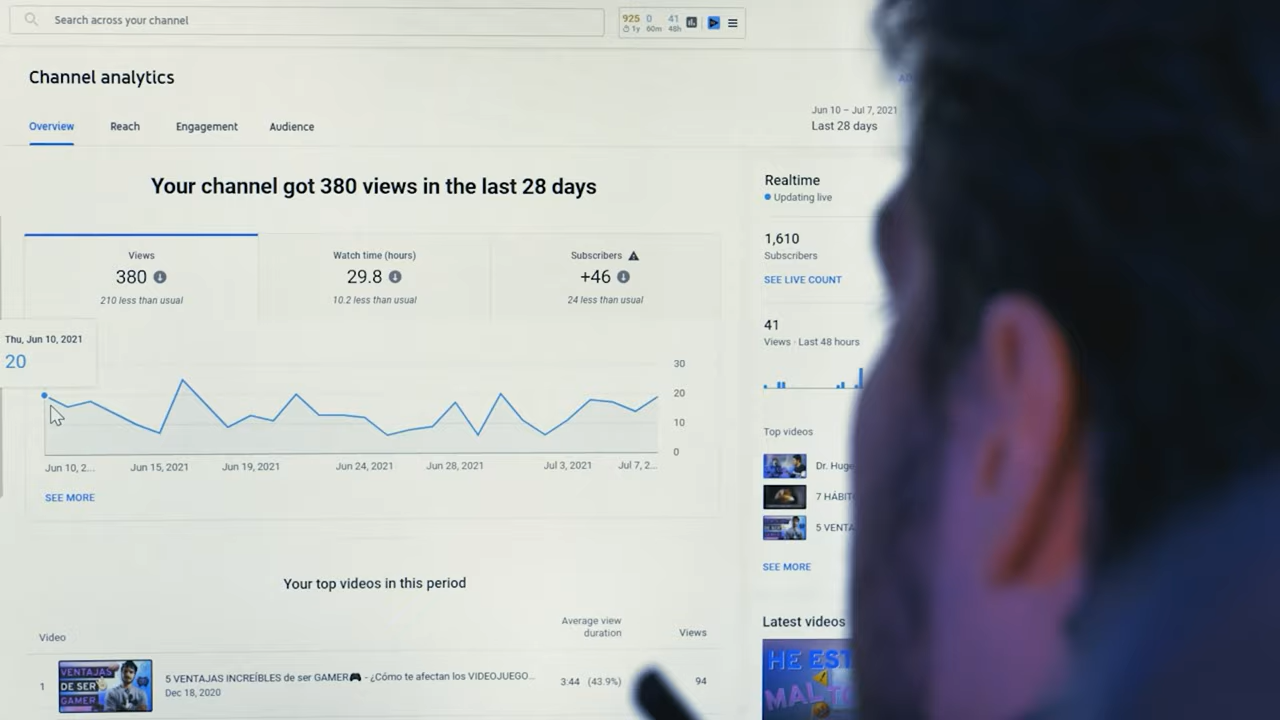 Search across your channel
925 0 41
1y 60m 48h
Channel analytics
Overview Reach Engagement Audience
Jun 10 – Jul 7, 2021
Last 28 days
Your channel got 380 views in the last 28 days
Views
380
210 less than usual
Watch time (hours)
29.8
10.2 less than usual
Subscribers
+46
24 less than usual
Thu, Jun 10, 2021
20
30
20
10
0
Jun 10, 2... Jun 15, 2021 Jun 19, 2021 Jun 24, 2021 Jun 28, 2021 Jul 3, 2021 Jul 7, 2...
SEE MORE
Realtime
Updating live
1,610
Subscribers
SEE LIVE COUNT
41
Views · Last 48 hours
Top videos
Dr. Hug
7 HÁBIT
5 VENTA
SEE MORE
Latest videos
HE EST
MAL TO
Your top videos in this period
Video
Average view
duration
Views
1
VENTAJAS
DE SER
GAMER
5 VENTAJAS INCREÍBLES de ser GAMER🎮 - ¿Cómo te afectan los VIDEOJUEGO...
Dec 18, 2020
3:44 (43.9%)
94